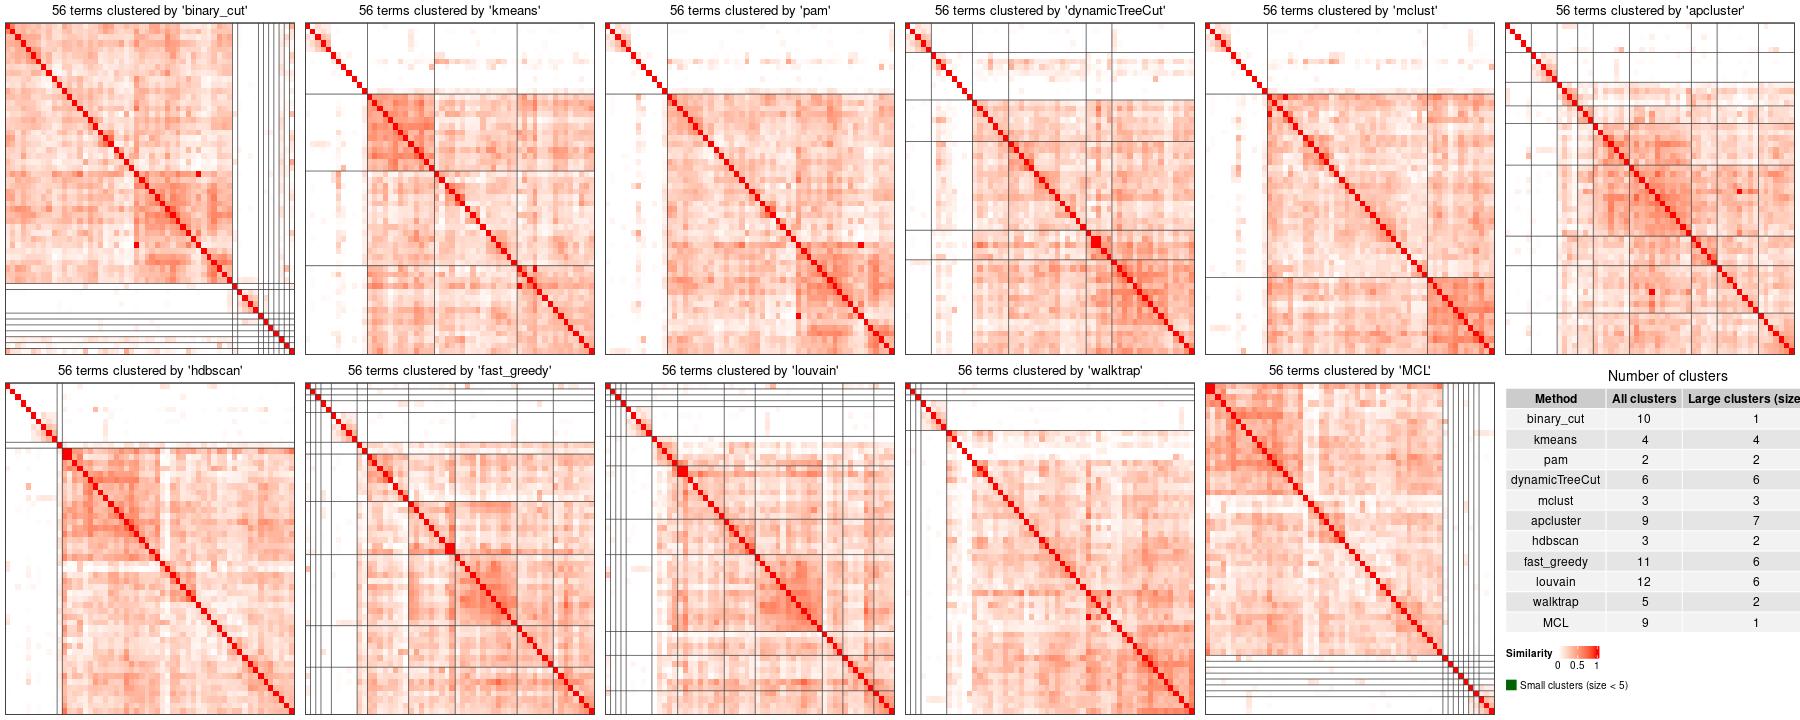 56 terms clustered by 'binary_cut'
56 terms clustered by 'kmeans'
56 terms clustered by 'pam'
56 terms clustered by 'dynamicTreeCut'
56 terms clustered by 'mclust'
56 terms clustered by 'apcluster'
56 terms clustered by 'hdbscan'
56 terms clustered by 'fast_greedy'
56 terms clustered by 'louvain'
56 terms clustered by 'walktrap'
56 terms clustered by 'MCL'
Number of clusters
Method All clusters Large clusters (size
binary_cut 10 1
kmeans 4 4
pam 2 2
dynamicTreeCut 6 6
mclust 3 3
apcluster 9 7
hdbscan 3 2
fast_greedy 11 6
louvain 12 6
walktrap 5 2
MCL 9 1
Similarity
0 0.5 1
Small clusters (size < 5)